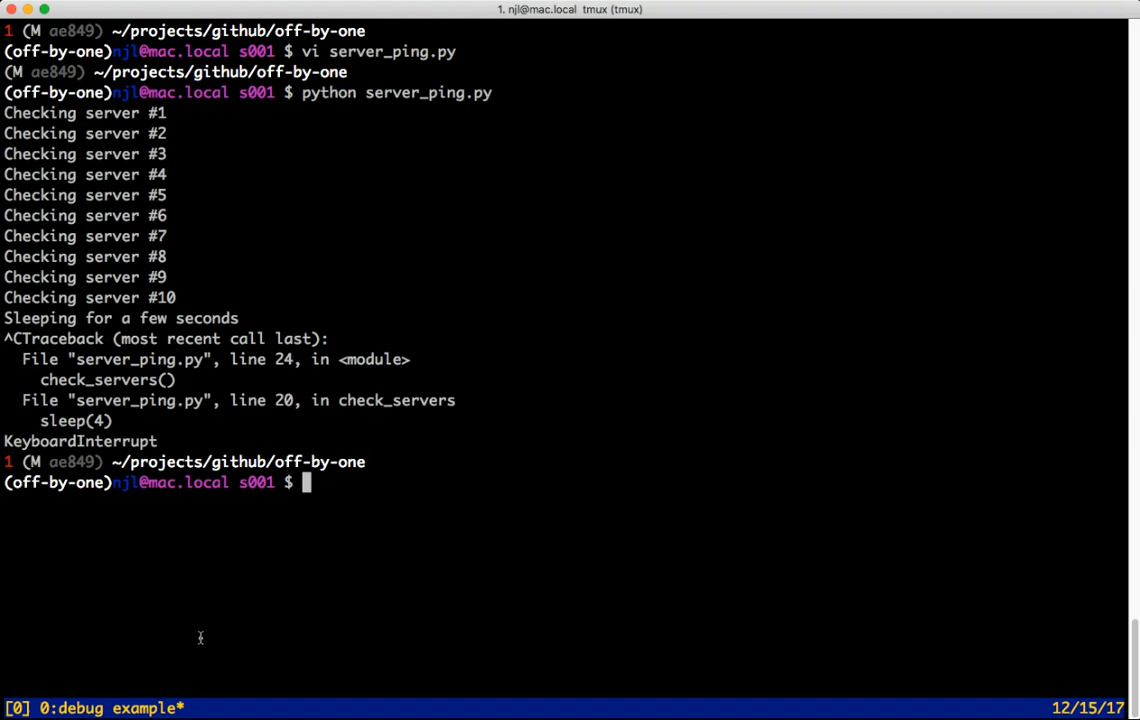 1. njl@mac.local tmux (tmux)
1 (M ae849) ~/projects/github/off-by-one
(off-by-one)njl@mac.local s001 $ vi server_ping.py
(M ae849) ~/projects/github/off-by-one
(off-by-one)njl@mac.local s001 $ python server_ping.py
Checking server #1
Checking server #2
Checking server #3
Checking server #4
Checking server #5
Checking server #6
Checking server #7
Checking server #8
Checking server #9
Checking server #10
Sleeping for a few seconds
^CTraceback (most recent call last):
  File "server_ping.py", line 24, in <module>
    check_servers()
  File "server_ping.py", line 20, in check_servers
    sleep(4)
KeyboardInterrupt
1 (M ae849) ~/projects/github/off-by-one
(off-by-one)njl@mac.local s001 $
[0] 0:debug example* 12/15/17